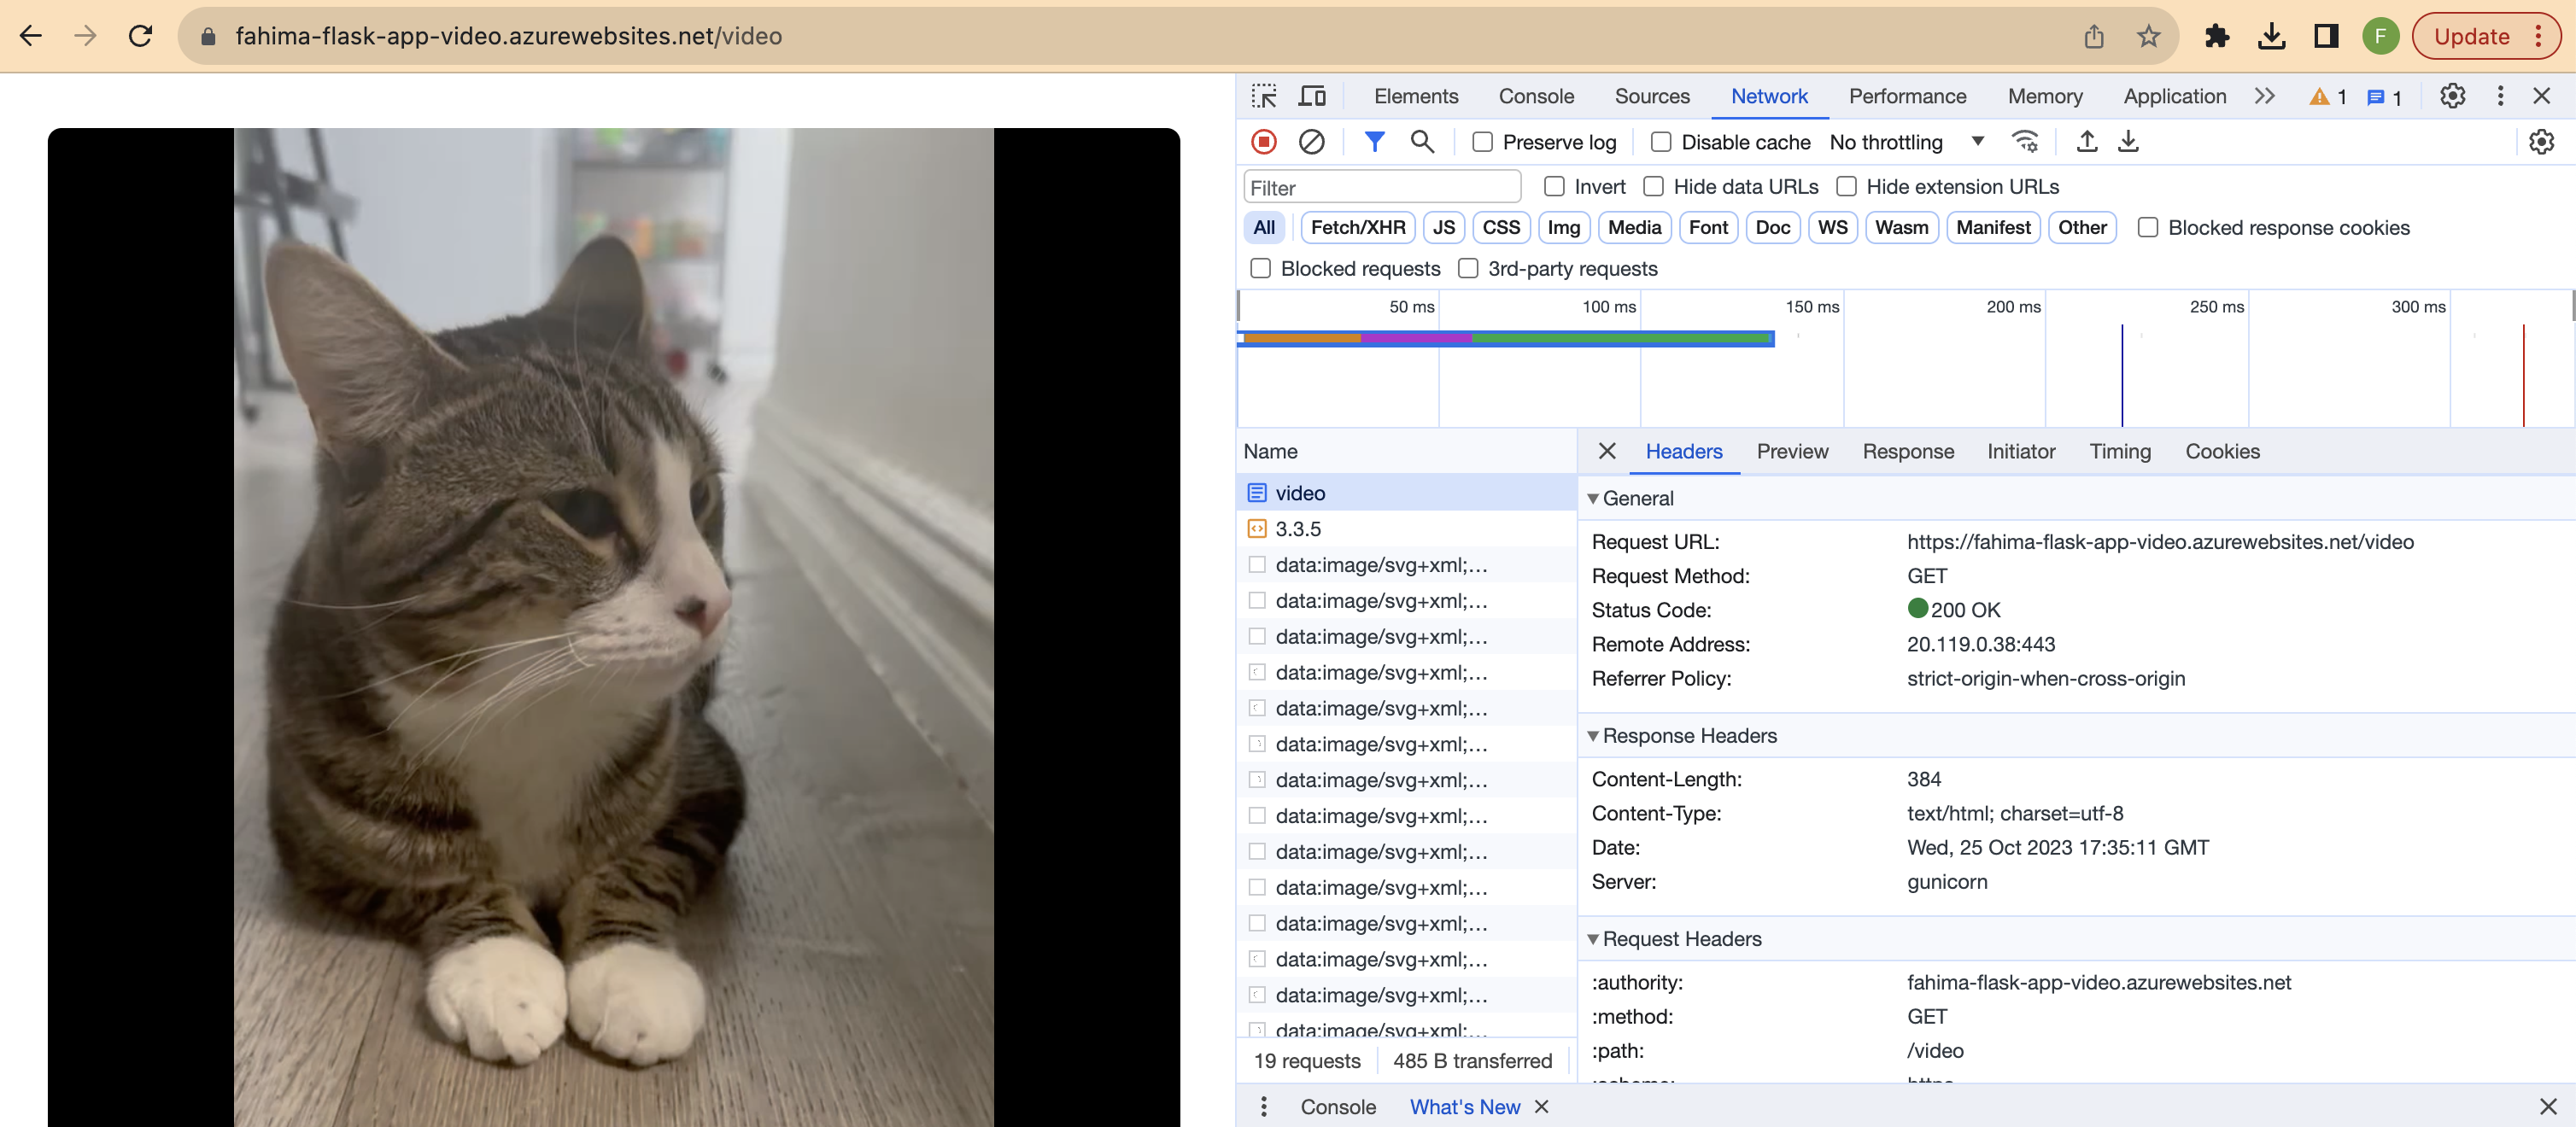 fahima-flask-app-video.azurewebsites.net/video
F
Update
Elements Console Sources Network Performance Memory Application 1 1
Preserve log Disable cache No throttling
Filter Invert Hide data URLs Hide extension URLs
All Fetch/XHR JS CSS Img Media Font Doc WS Wasm Manifest Other Blocked response cookies
Blocked requests 3rd-party requests
50 ms 100 ms 150 ms 200 ms 250 ms 300 ms
Name
video
3.3.5
data:image/svg+xml;…
data:image/svg+xml;…
data:image/svg+xml;…
data:image/svg+xml;…
data:image/svg+xml;…
data:image/svg+xml;…
data:image/svg+xml;…
data:image/svg+xml;…
data:image/svg+xml;…
data:image/svg+xml;…
data:image/svg+xml;…
data:image/svg+xml;…
data:image/svg+xml;…
data:image/svg+xml;…
19 requests 485 B transferred
Headers Preview Response Initiator Timing Cookies
General
Request URL: https://fahima-flask-app-video.azurewebsites.net/video
Request Method: GET
Status Code: 200 OK
Remote Address: 20.119.0.38:443
Referrer Policy: strict-origin-when-cross-origin
Response Headers
Content-Length: 384
Content-Type: text/html; charset=utf-8
Date: Wed, 25 Oct 2023 17:35:11 GMT
Server: gunicorn
Request Headers
:authority: fahima-flask-app-video.azurewebsites.net
:method: GET
:path: /video
:scheme: https
Console What's New